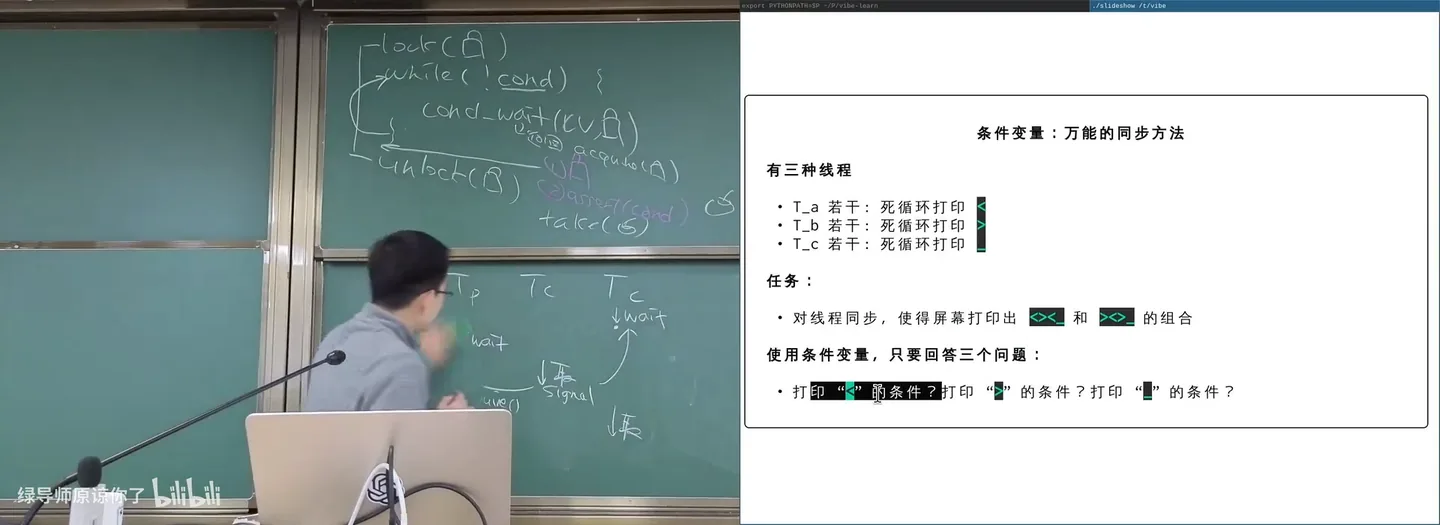 lock( )
while( ! cond) {
cond_wait(cv, )
acquire( )
}
unlock( )
(1)
(2) assert(cond)
take( )
Tp Tc Tc
↓wait
wait
↓取
signal
↓取
绿导师原谅你了 bilibili
export PYTHONPATH=$P ~/P/vibe-learn
./slideshow /t/vibe
条件变量：万能的同步方法
有三种线程
• T_a 若干: 死循环打印 <
• T_b 若干: 死循环打印 >
• T_c 若干: 死循环打印 _
任务：
• 对线程同步，使得屏幕打印出 <><_ 和 ><>_ 的组合
使用条件变量，只要回答三个问题：
• 打印 “<” 的条件？打印 “>” 的条件？打印 “_” 的条件？